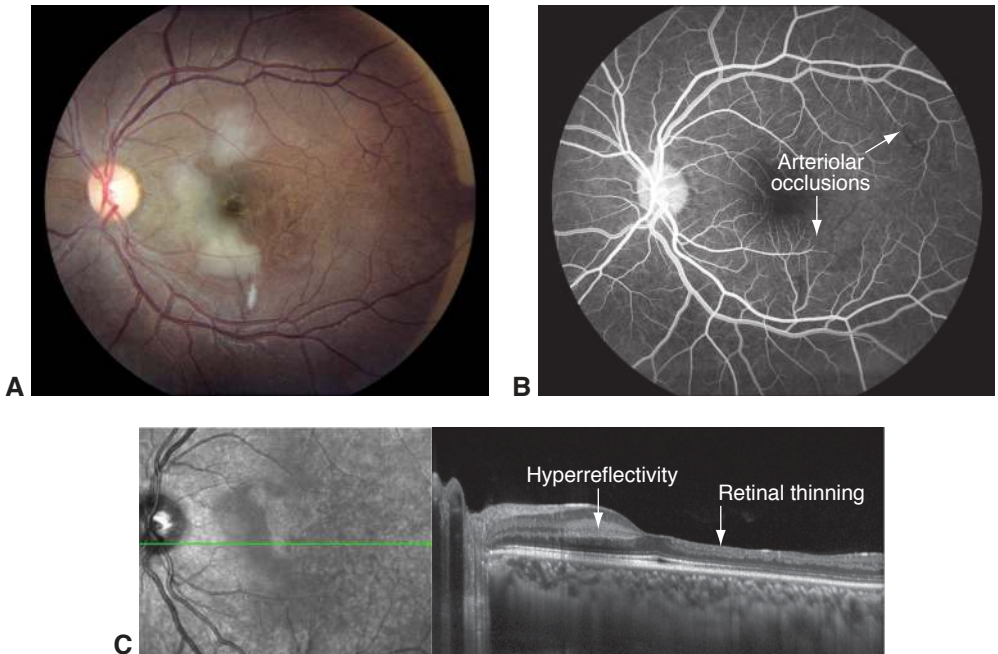 A
B
Arteriolar
occlusions
C
Hyperreflectivity
Retinal thinning